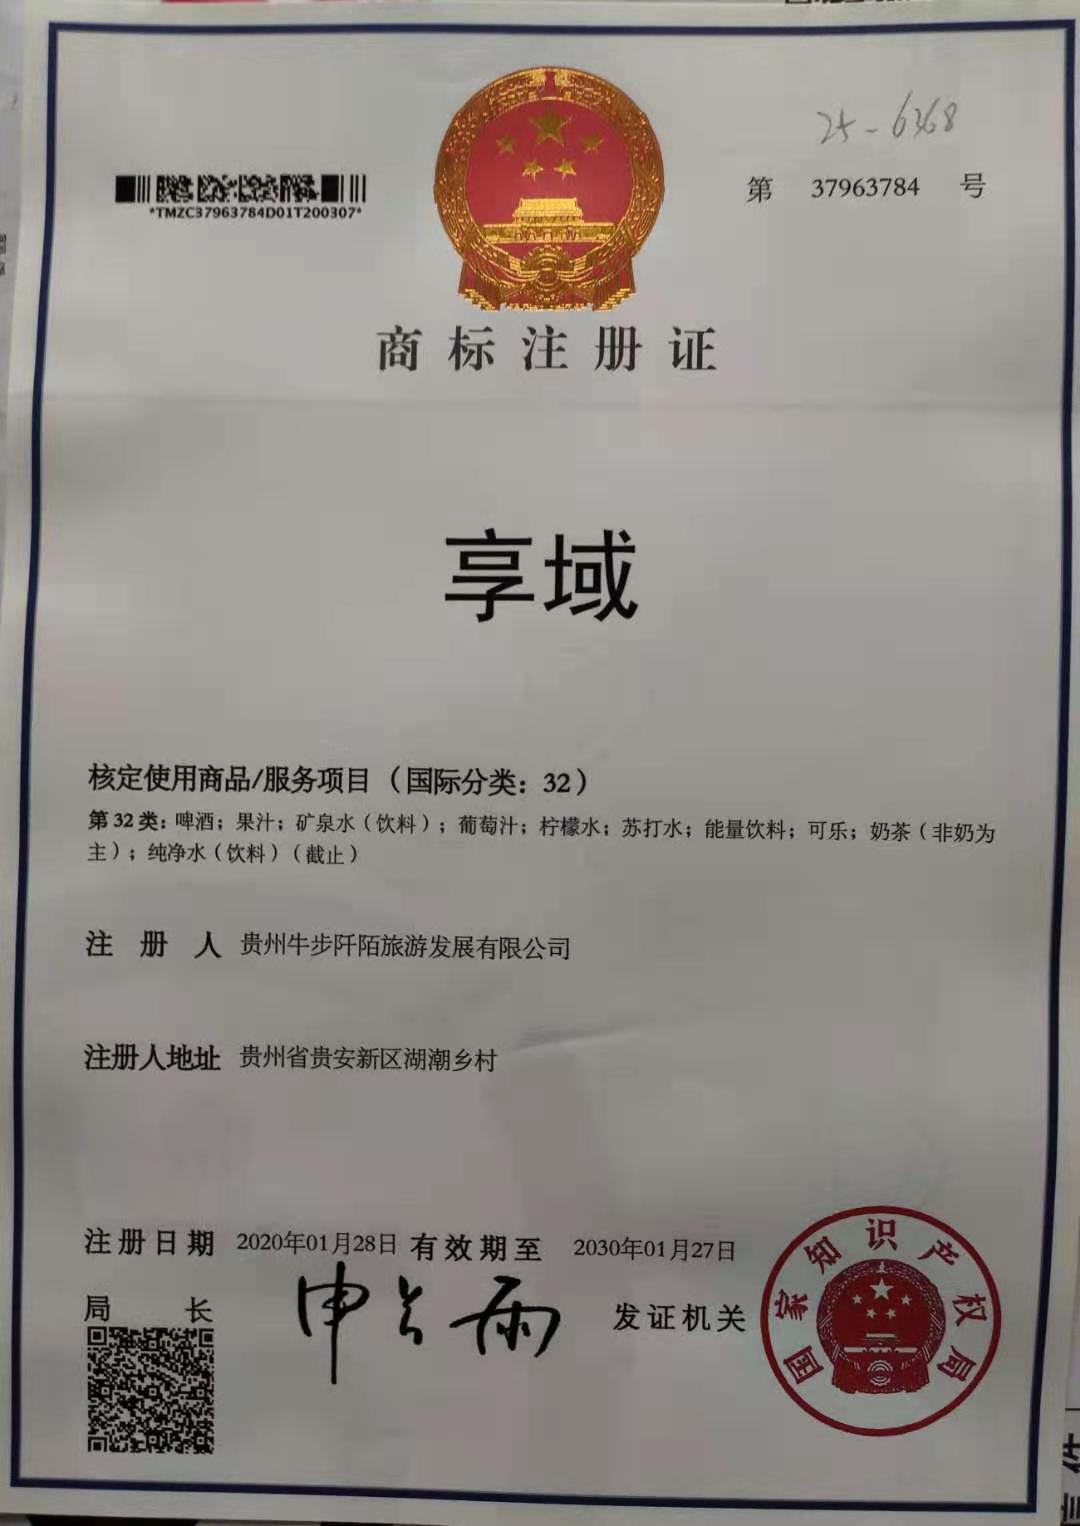 25-6368
*TMZC37963784D01T200307*
第 37963784 号
商标注册证
享域
核定使用商品/服务项目（国际分类：32）
第32类：啤酒；果汁；矿泉水（饮料）；葡萄汁；柠檬水；苏打水；能量饮料；可乐；奶茶（非奶为
主）；纯净水（饮料）（截止）
注册人 贵州牛步阡陌旅游发展有限公司
注册人地址 贵州省贵安新区湖潮乡村
注册日期 2020年01月28日 有效期至 2030年01月27日
局长 申长雨 发证机关
国家知识产权局